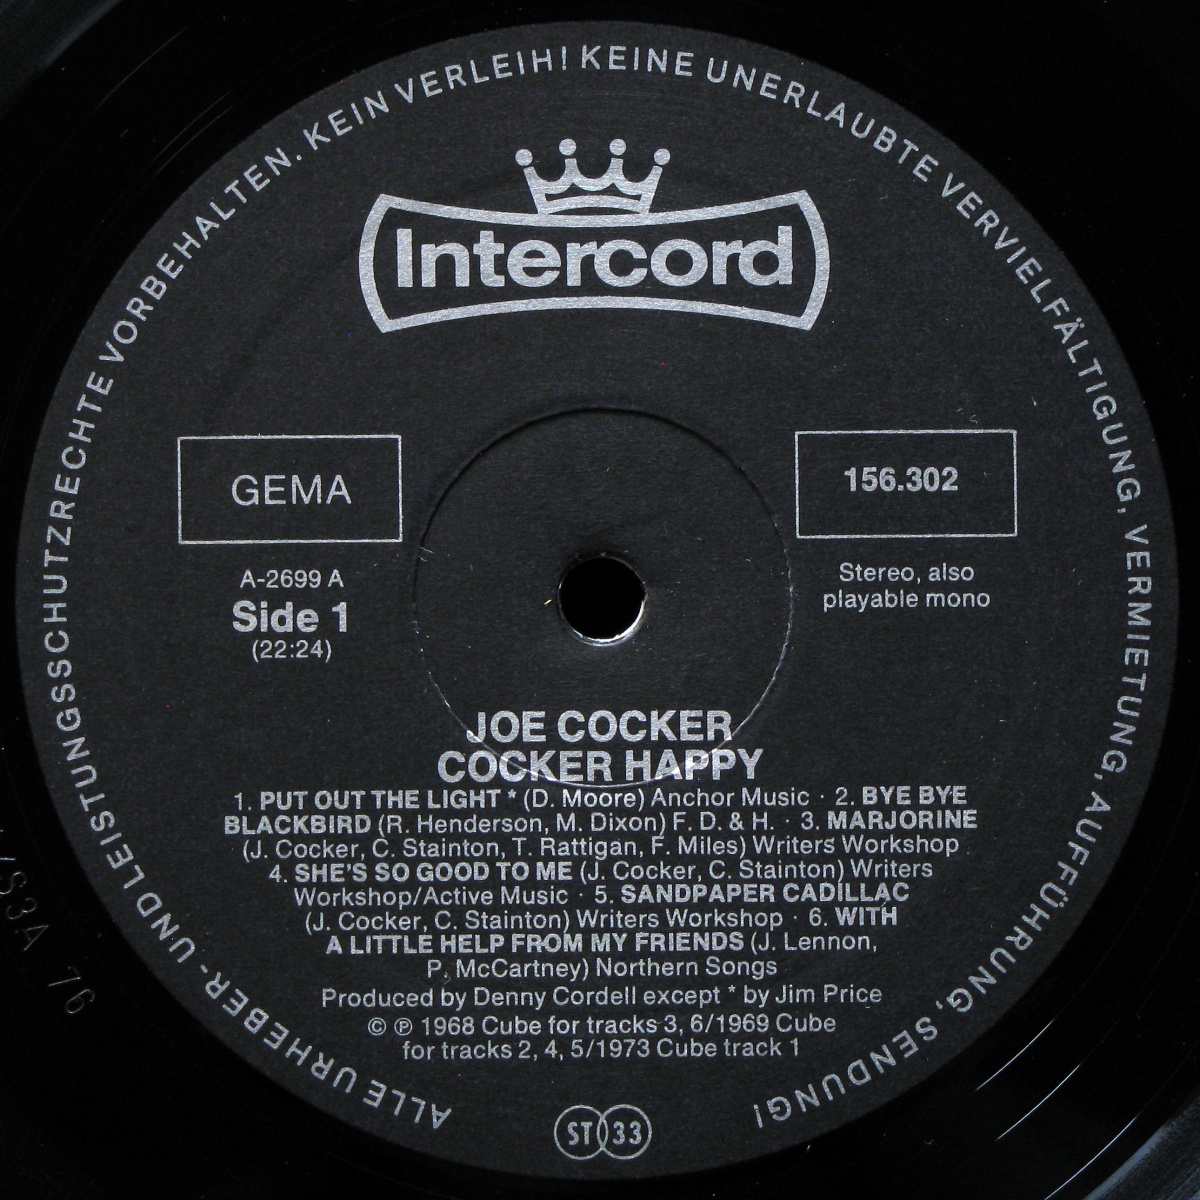 ALLE URHEBER- UND LEISTUNGSSCHUTZRECHTE VORBEHALTEN. KEIN VERLEIH! KEINE UNERLAUBTE VERVIELFÄLTIGUNG, VERMIETUNG, AUFFÜHRUNG, SENDUNG!
Intercord
GEMA
156.302
A-2699 A
Side 1
(22:24)
Stereo, also
playable mono
JOE COCKER
COCKER HAPPY
1. PUT OUT THE LIGHT * (D. Moore) Anchor Music · 2. BYE BYE
BLACKBIRD (R. Henderson, M. Dixon) F. D. & H. · 3. MARJORINE
(J. Cocker, C. Stainton, T. Rattigan, F. Miles) Writers Workshop
4. SHE'S SO GOOD TO ME (J. Cocker, C. Stainton) Writers
Workshop/Active Music · 5. SANDPAPER CADILLAC
(J. Cocker, C. Stainton) Writers Workshop · 6. WITH
A LITTLE HELP FROM MY FRIENDS (J. Lennon,
P. McCartney) Northern Songs
Produced by Denny Cordell except * by Jim Price
© ℗ 1968 Cube for tracks 3, 6/1969 Cube
for tracks 2, 4, 5/1973 Cube track 1
ST 33